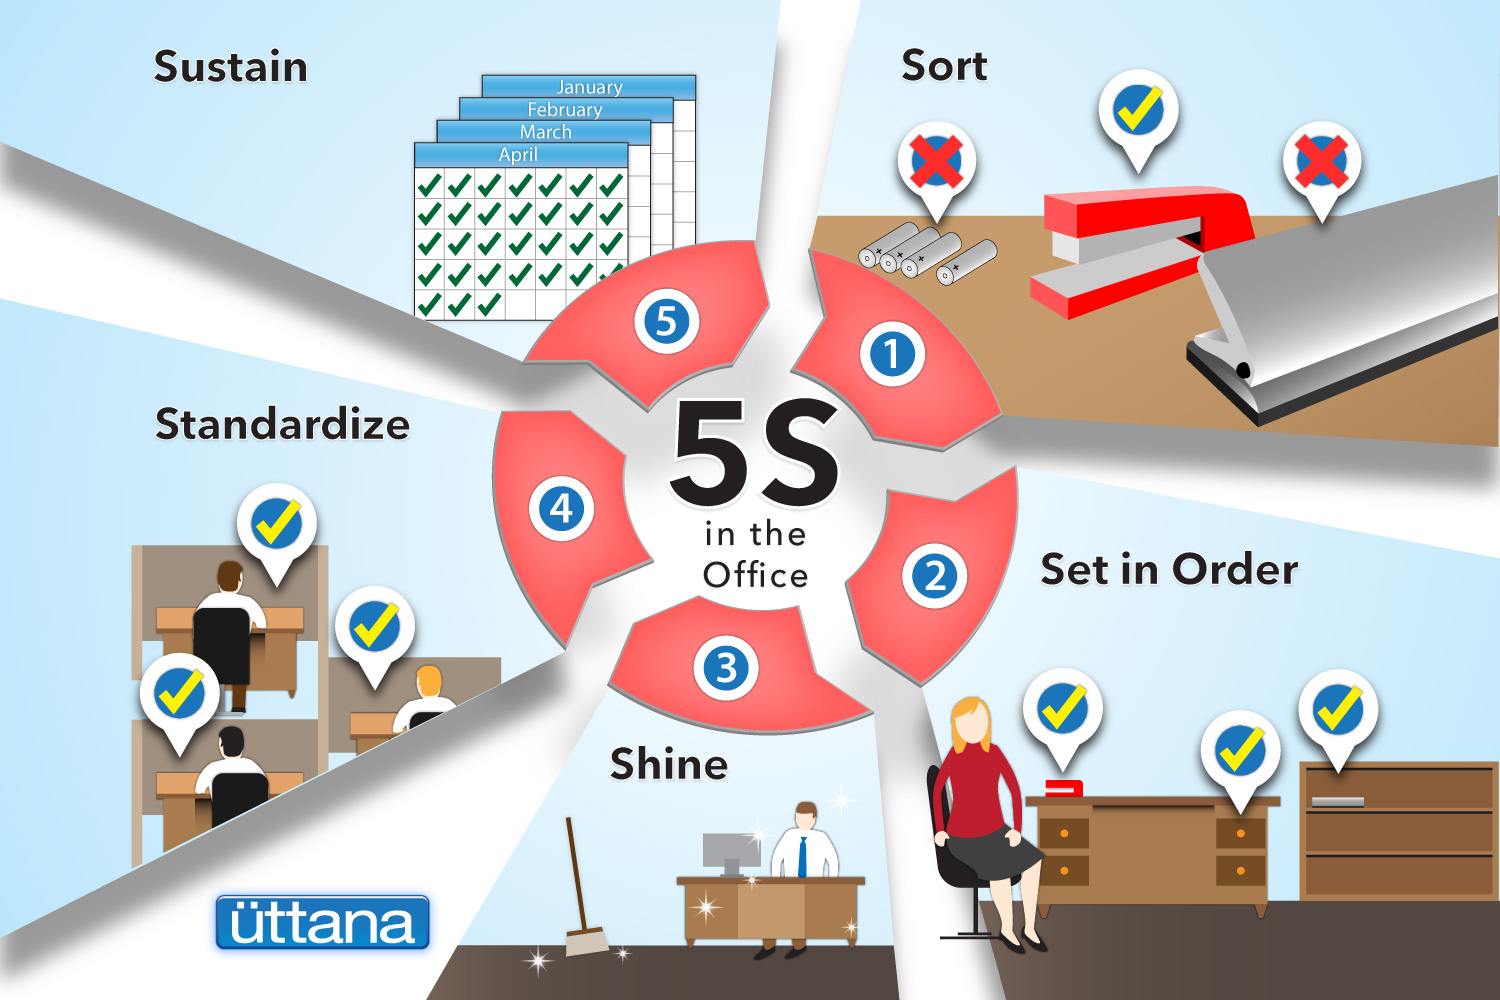 Sustain
January
February
March
April
Sort
5
1
5S
in the
Office
Standardize
4
2
Set in Order
3
Shine
üttana